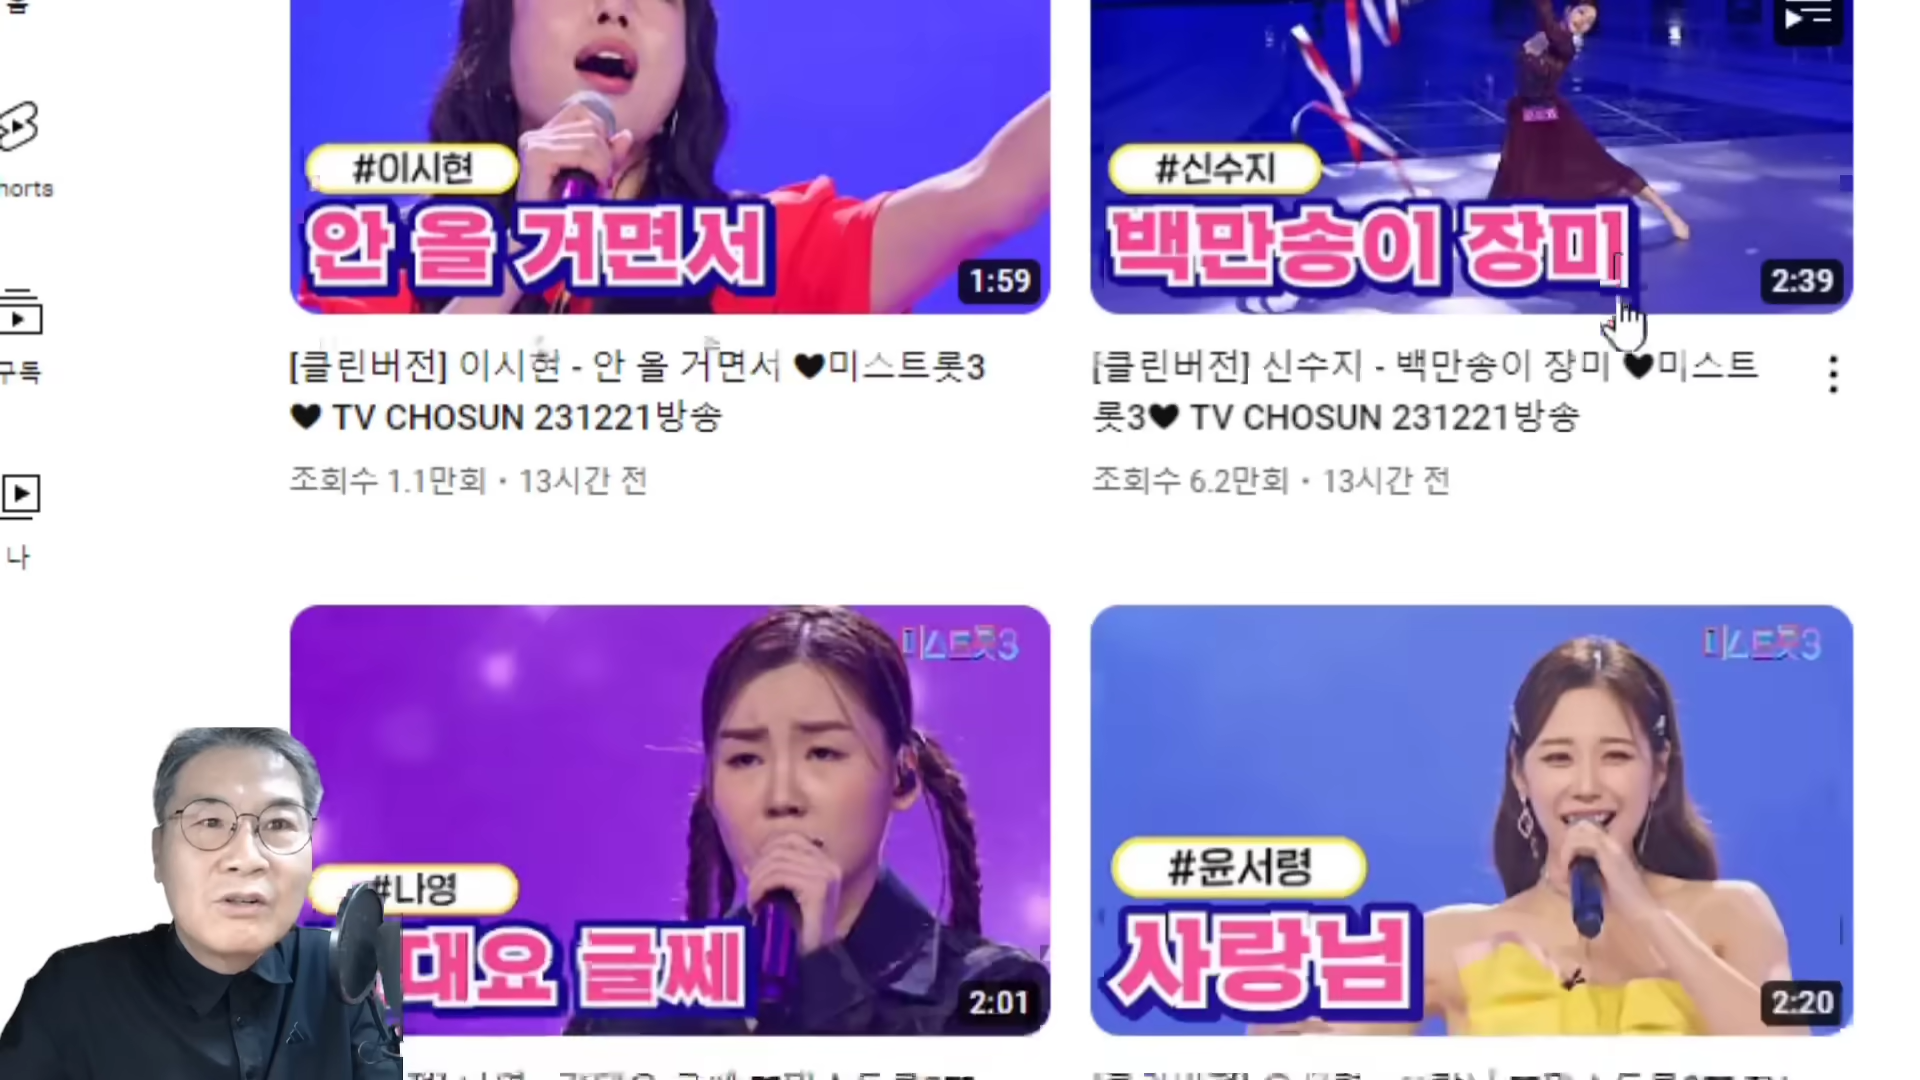 홈
#이시현
안 올 거면서
1:59
#신수지
백만송이 장미
2:39
horts
[클린버전] 이시현 - 안 올 거면서 ♥미스트롯3
♥ TV CHOSUN 231221방송
조회수 1.1만회 · 13시간 전
[클린버전] 신수지 - 백만송이 장미 ♥미스트
롯3♥ TV CHOSUN 231221방송
조회수 6.2만회 · 13시간 전
구독
나
미스트롯3
#나영
대요 글쎄
2:01
미스트롯3
#윤서령
사랑님
2:20